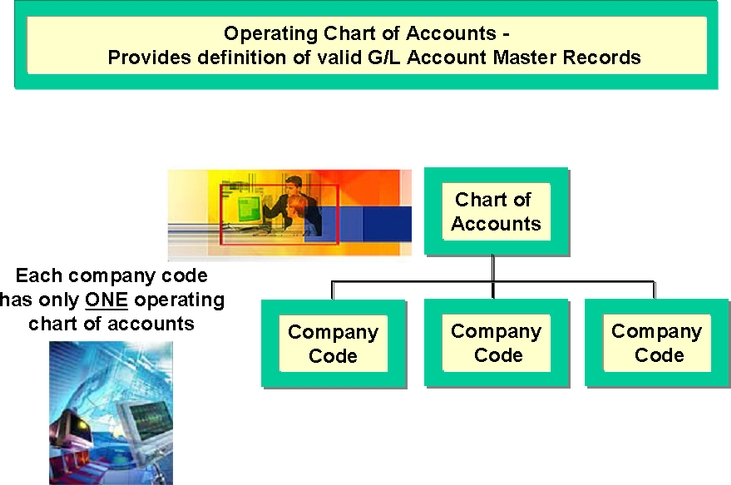 Operating Chart of Accounts -
Provides definition of valid G/L Account Master Records
Chart of
Accounts
Each company code
has only ONE operating
chart of accounts
Company
Code
Company
Code
Company
Code